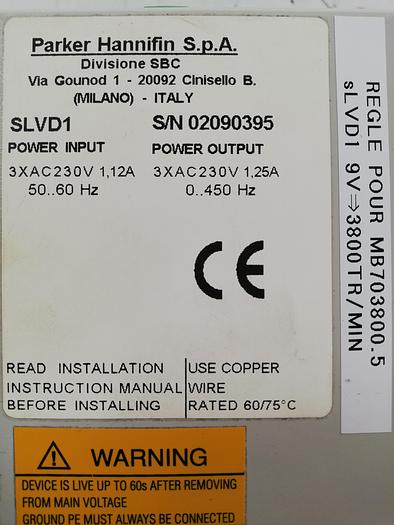 Parker Hannifin S.p.A.
Divisione SBC
Via Gounod 1 - 20092 Cinisello B.
(MILANO) - ITALY
SLVD1 S/N 02090395
POWER INPUT POWER OUTPUT
3XAC230V 1,12A 3XAC230V 1,25A
50..60 Hz 0..450 Hz
CE
READ INSTALLATION USE COPPER
INSTRUCTION MANUAL WIRE
BEFORE INSTALLING RATED 60/75°C
REGLE POUR MB703800.5
SLVD1 9V⇒3800TR/MIN
WARNING
DEVICE IS LIVE UP TO 60s AFTER REMOVING
FROM MAIN VOLTAGE
GROUND PE MUST ALWAYS BE CONNECTED